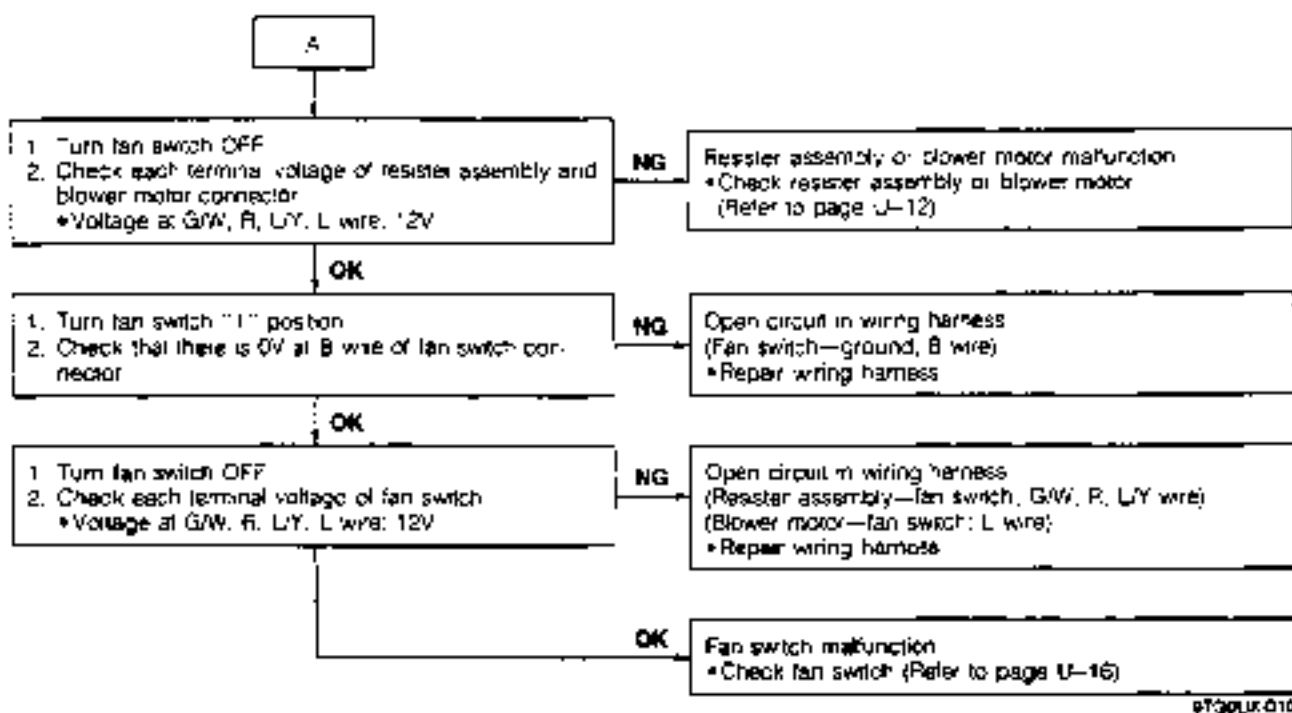 A
1. Turn fan switch OFF
2. Check each terminal voltage of resister assembly and
blower motor connector
•Voltage at G/W, R, L/Y, L wire: 12V
NG
Resister assembly or blower motor malfunction
•Check resister assembly or blower motor
(Refer to page U–12)
OK
1. Turn fan switch "1" position
2. Check that there is 0V at B wire of fan switch con-
nector
NG
Open circuit in wiring harness
(Fan switch—ground, B wire)
•Repair wiring harness
OK
1. Turn fan switch OFF
2. Check each terminal voltage of fan switch
•Voltage at G/W, R, L/Y, L wire: 12V
NG
Open circuit in wiring harness
(Resister assembly—fan switch, G/W, R, L/Y wire)
(Blower motor—fan switch; L wire)
•Repair wiring harness
OK
Fan switch malfunction
•Check fan switch (Refer to page U–16)